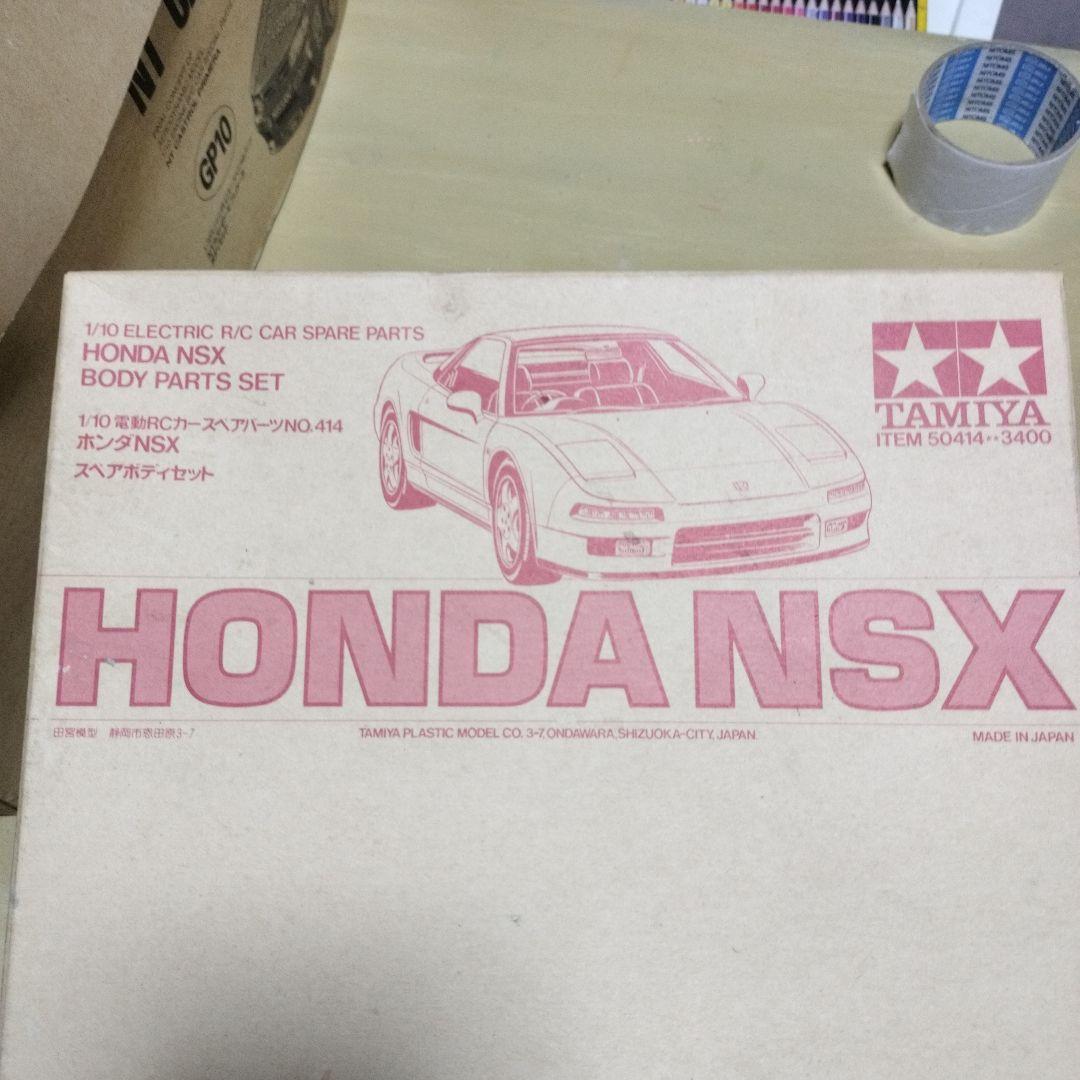 GP10
1/10 ELECTRIC R/C CAR SPARE PARTS
HONDA NSX
BODY PARTS SET
1/10 電動RCカースペアパーツNO.414
ホンダNSX
スペアボディセット
TAMIYA
ITEM 50414**3400
HONDA NSX
田宮模型 静岡市恩田原3-7
TAMIYA PLASTIC MODEL CO. 3-7, ONDAWARA, SHIZUOKA-CITY, JAPAN.
MADE IN JAPAN
NITOMS